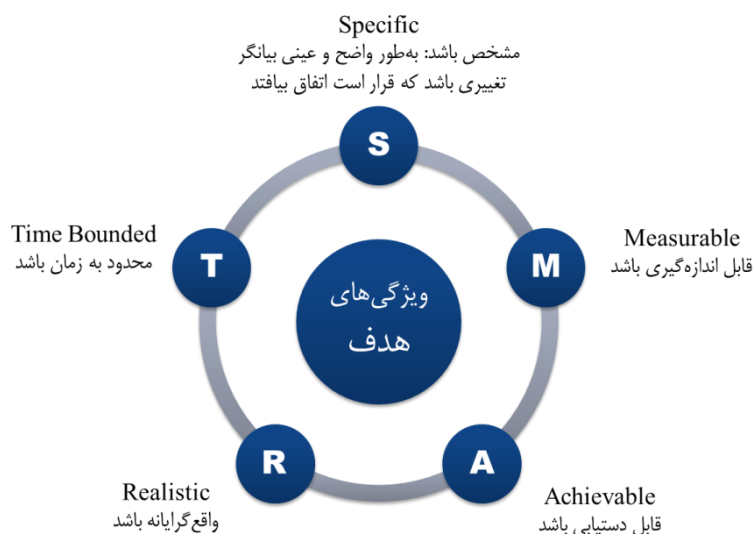 Specific
مشخص باشد: به‌طور واضح و عینی بیانگر
تغییری باشد که قرار است اتفاق بیافتد
S
Time Bounded
محدود به زمان باشد
T
Measurable
قابل اندازه‌گیری باشد
M
ویژگی‌های
هدف
R
Realistic
واقع‌گرایانه باشد
A
Achievable
قابل دستیابی باشد